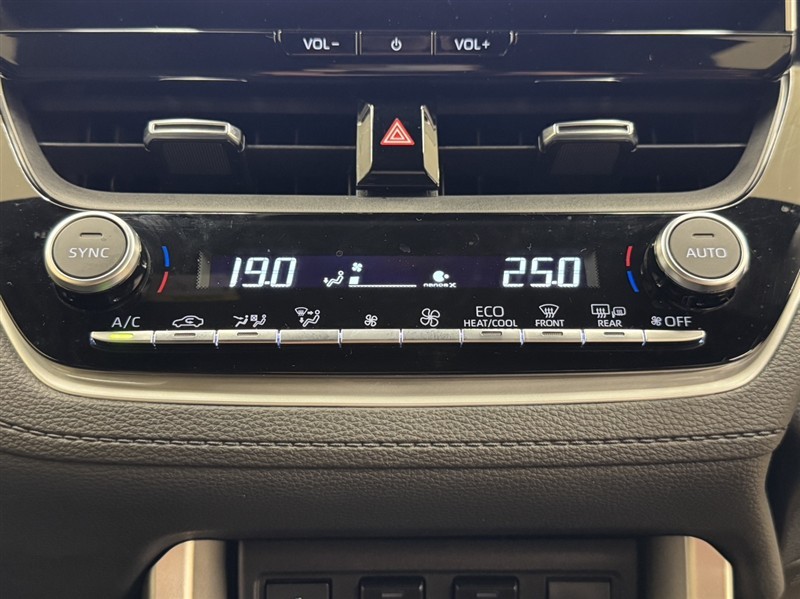 VOL- VOL+
SYNC 19.0 nanoe X 25.0 AUTO
A/C ECO HEAT/COOL FRONT REAR OFF